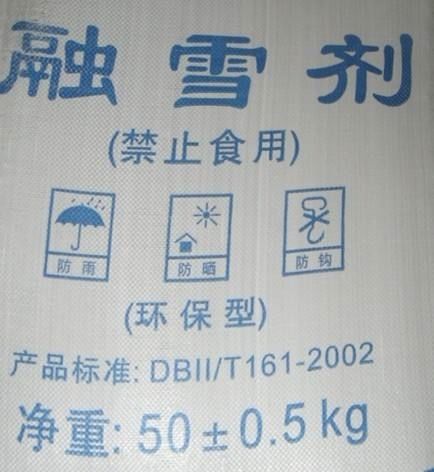 融雪剂
(禁止食用)
防雨 防晒 防钩
(环保型)
产品标准: DBII/T161-2002
净重: 50±0.5kg